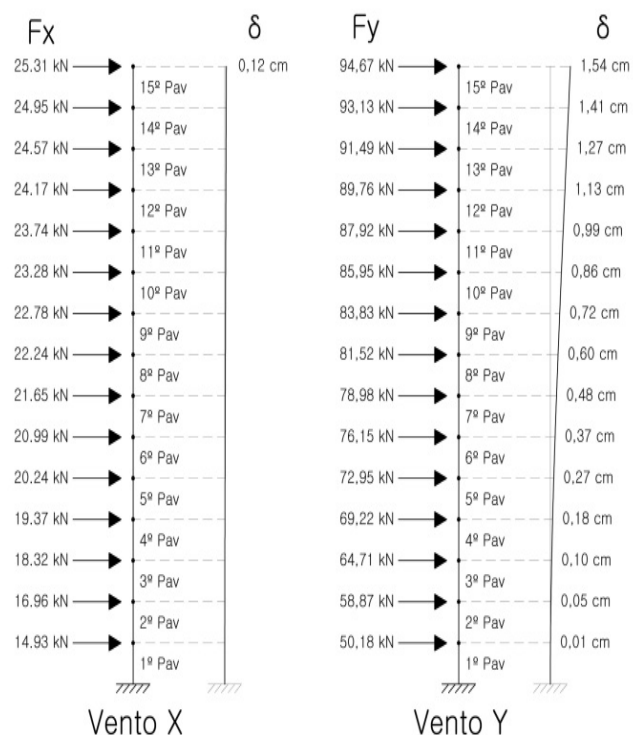 Fx δ
25.31 kN 0,12 cm
15º Pav
24.95 kN
14º Pav
24.57 kN
13º Pav
24.17 kN
12º Pav
23.74 kN
11º Pav
23.28 kN
10º Pav
22.78 kN
9º Pav
22.24 kN
8º Pav
21.65 kN
7º Pav
20.99 kN
6º Pav
20.24 kN
5º Pav
19.37 kN
4º Pav
18.32 kN
3º Pav
16.96 kN
2º Pav
14.93 kN
1º Pav
Vento X
Fy δ
94,67 kN 1,54 cm
15º Pav
93,13 kN 1,41 cm
14º Pav
91,49 kN 1,27 cm
13º Pav
89,76 kN 1,13 cm
12º Pav
87,92 kN 0,99 cm
11º Pav
85,95 kN 0,86 cm
10º Pav
83,83 kN 0,72 cm
9º Pav
81,52 kN 0,60 cm
8º Pav
78,98 kN 0,48 cm
7º Pav
76,15 kN 0,37 cm
6º Pav
72,95 kN 0,27 cm
5º Pav
69,22 kN 0,18 cm
4º Pav
64,71 kN 0,10 cm
3º Pav
58,87 kN 0,05 cm
2º Pav
50,18 kN 0,01 cm
1º Pav
Vento Y